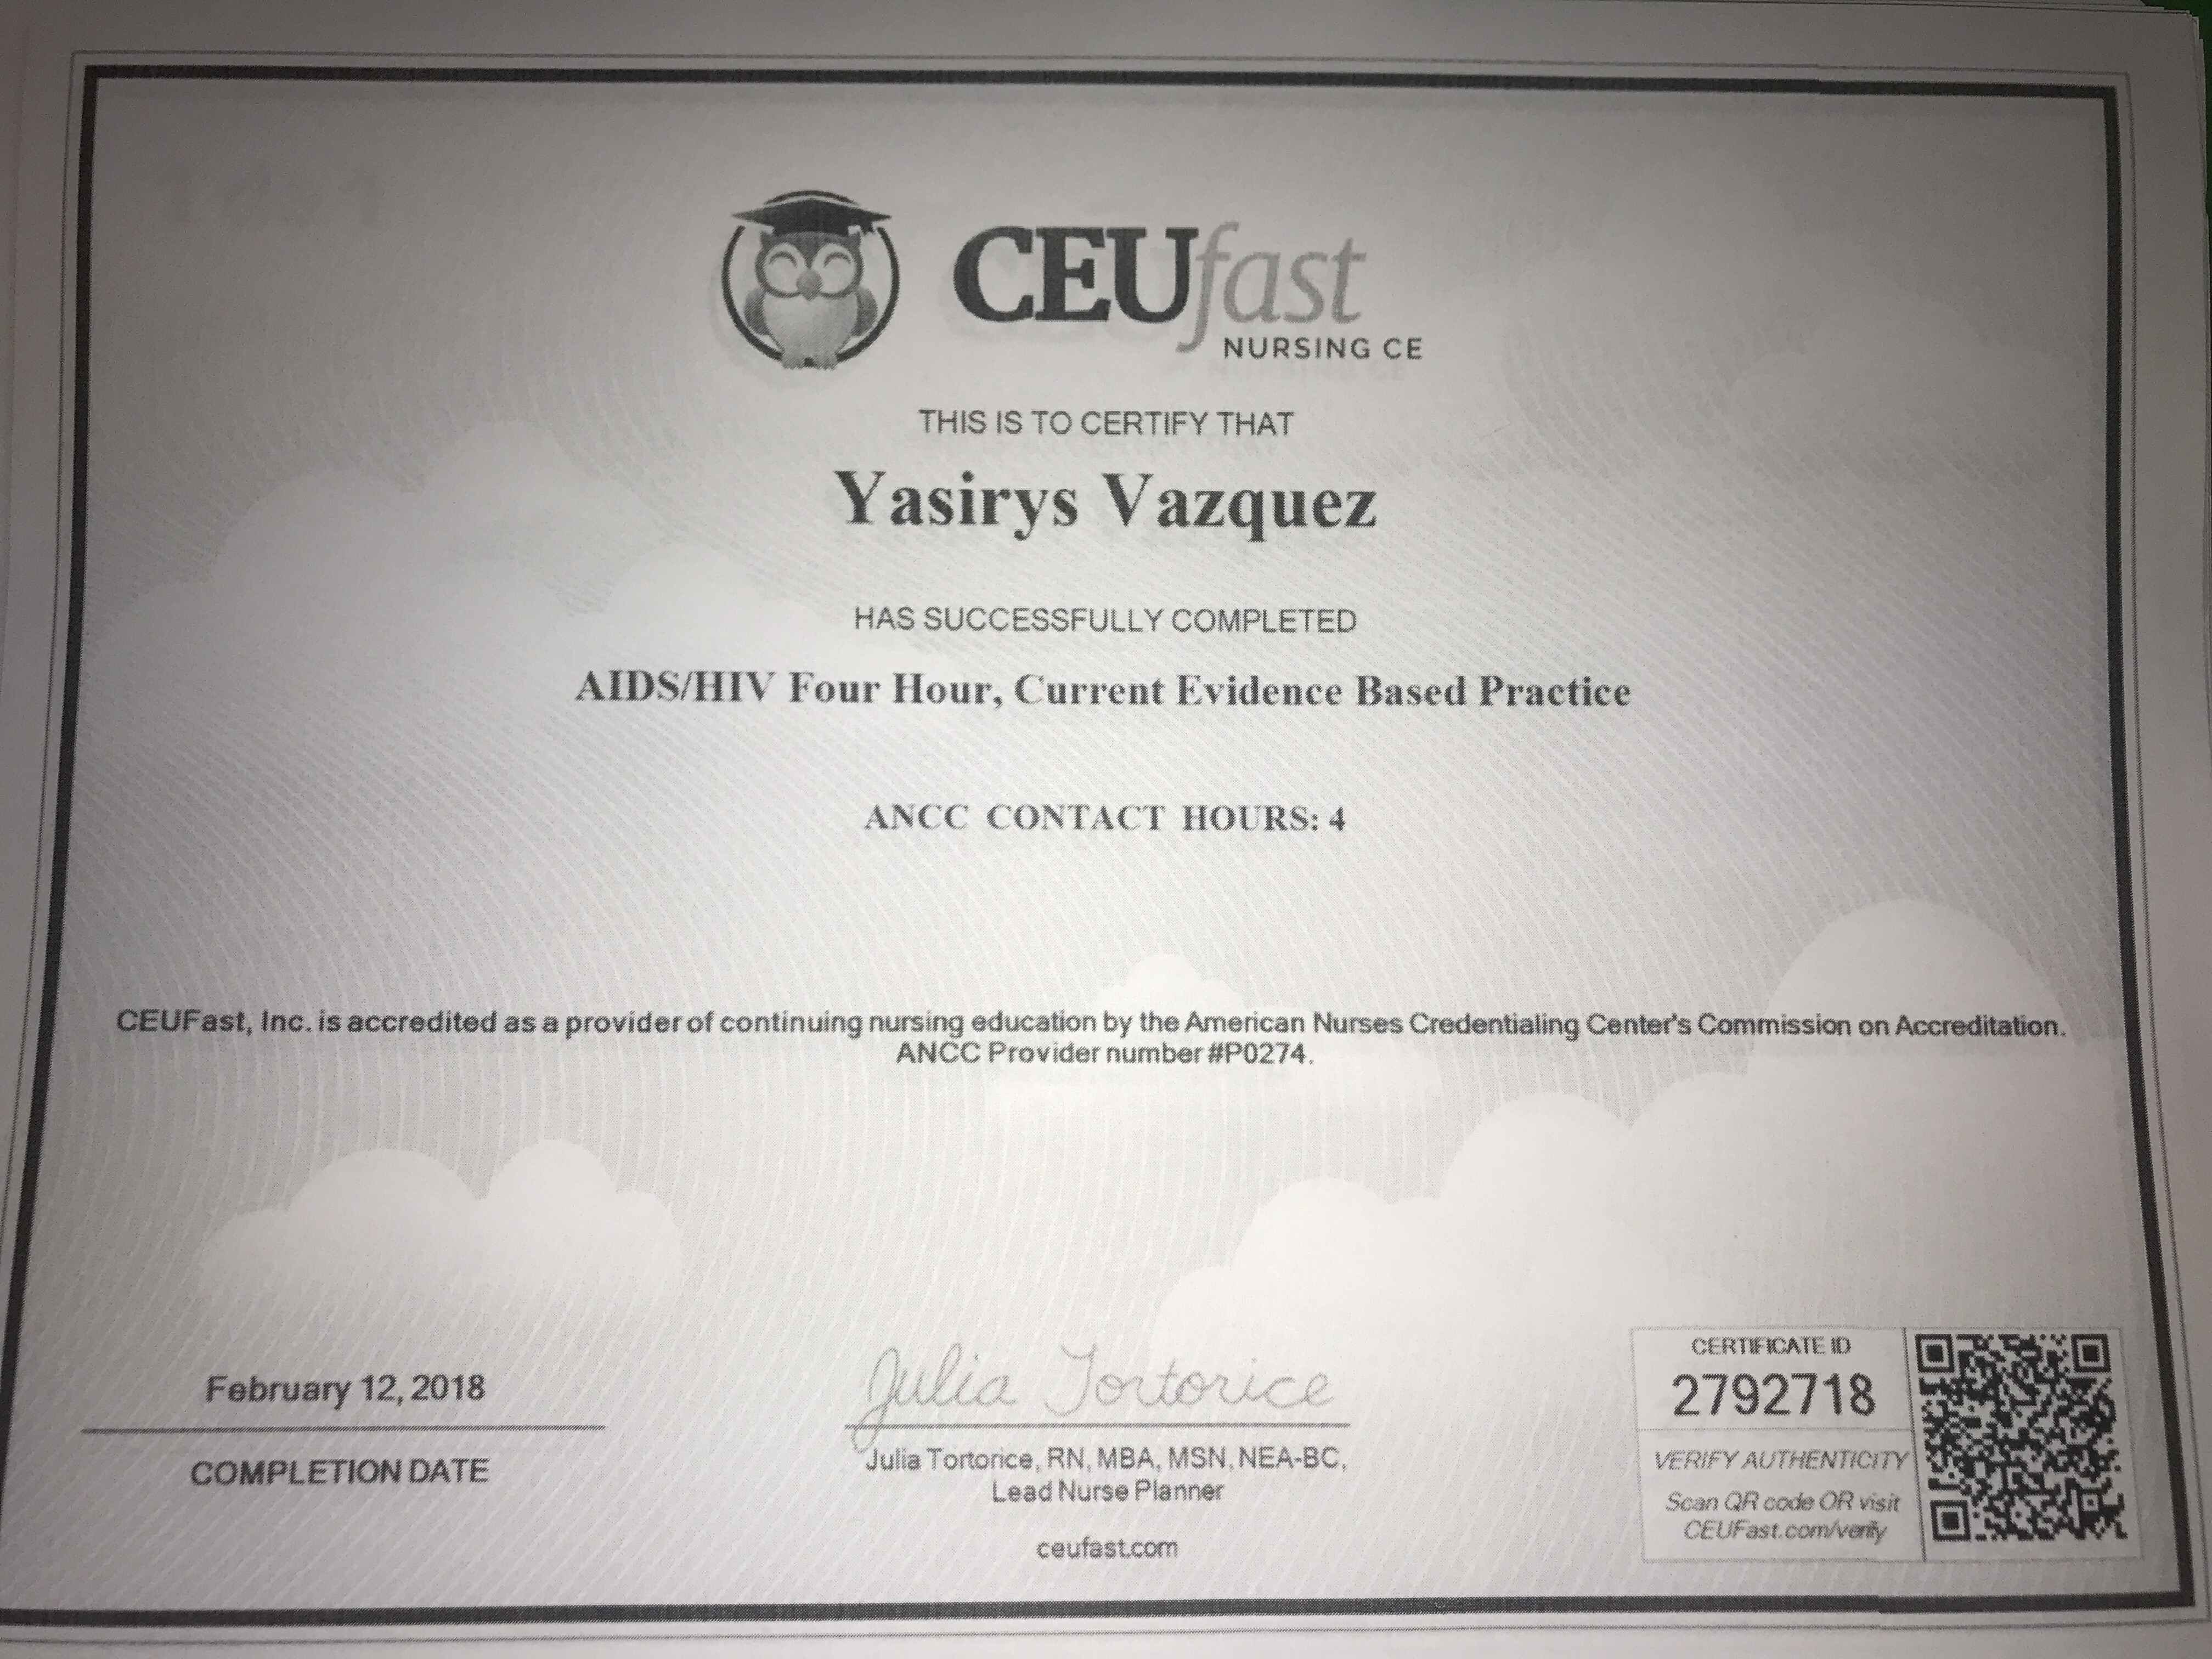 CEUfast
NURSING CE
THIS IS TO CERTIFY THAT
Yasirys Vazquez
HAS SUCCESSFULLY COMPLETED
AIDS/HIV Four Hour, Current Evidence Based Practice
ANCC CONTACT HOURS: 4
CEUFast, Inc. is accredited as a provider of continuing nursing education by the American Nurses Credentialing Center's Commission on Accreditation.
ANCC Provider number #P0274.
February 12, 2018
COMPLETION DATE
Julia Tortorice
Julia Tortorice, RN, MBA, MSN, NEA-BC,
Lead Nurse Planner
ceufast.com
CERTIFICATE ID
2792718
VERIFY AUTHENTICITY
Scan QR code OR visit
CEUFast.com/verify